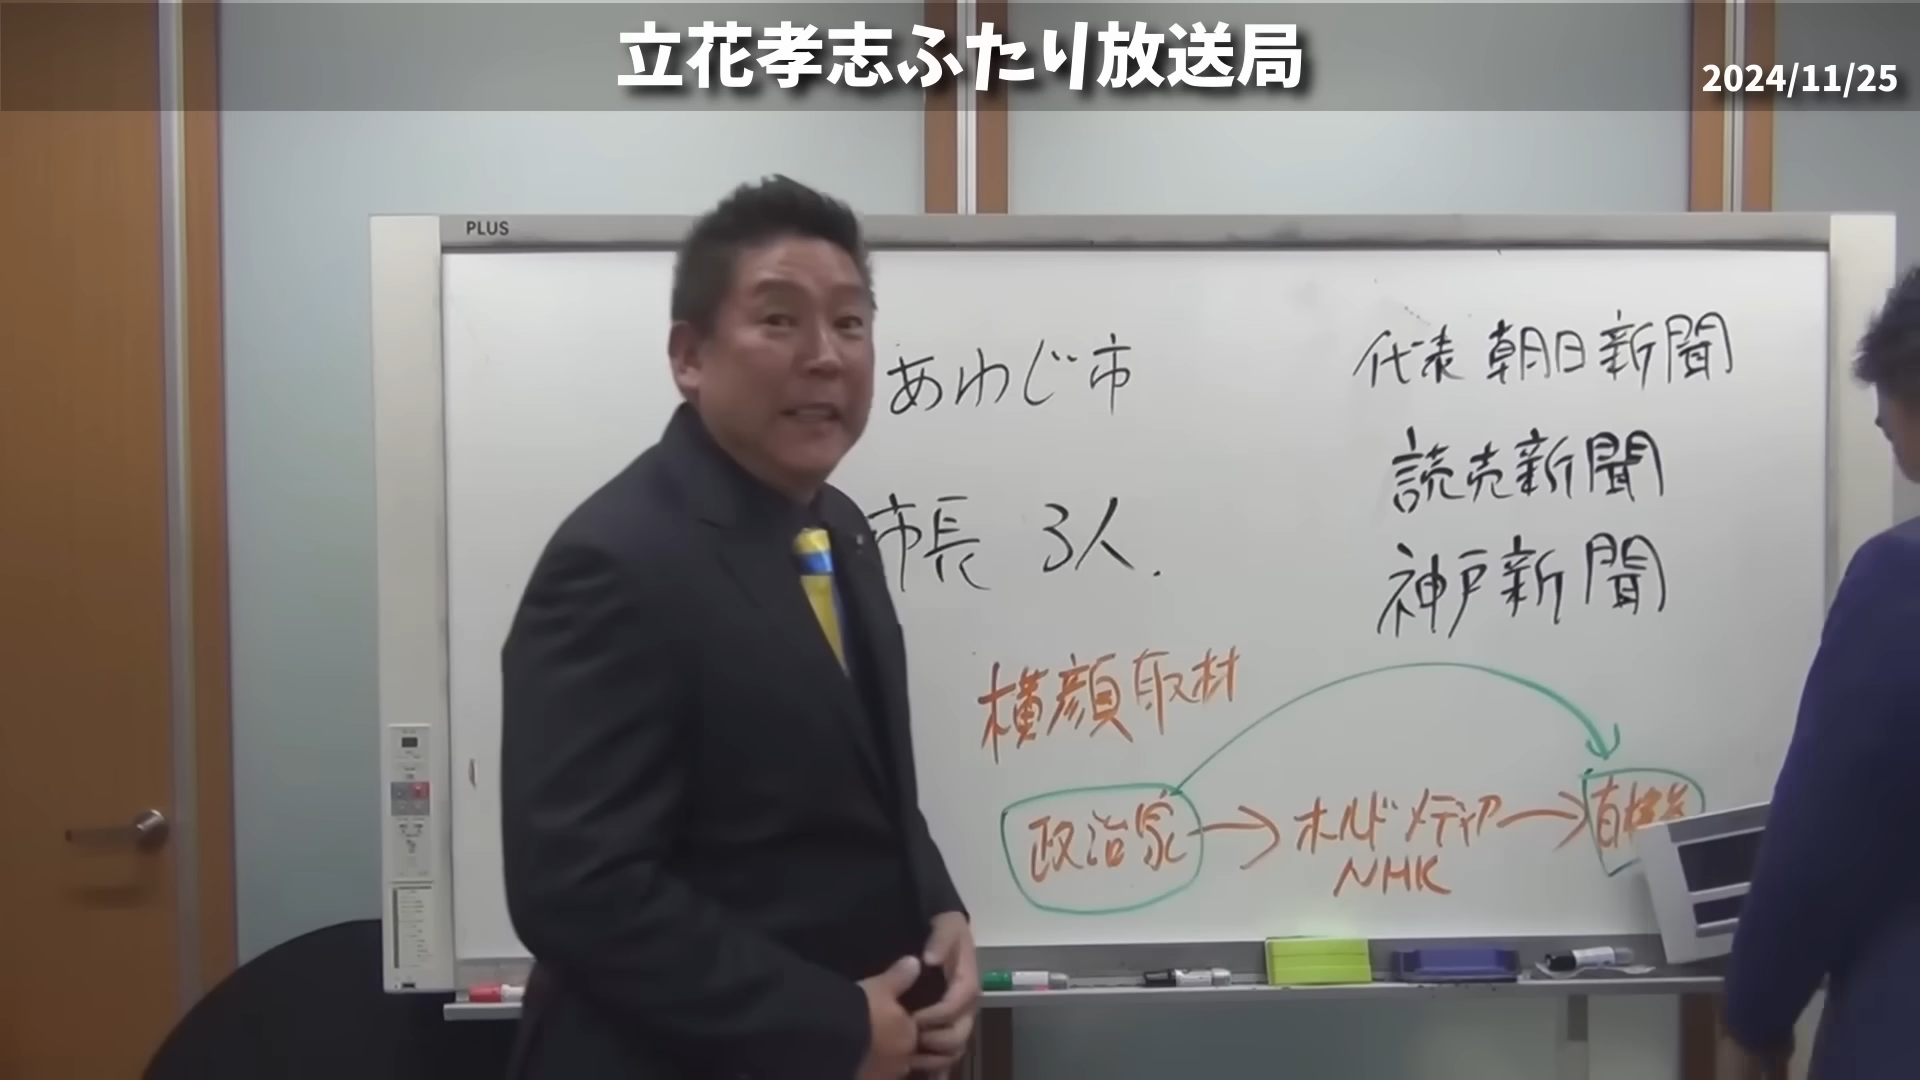 立花孝志ふたり放送局
2024/11/25
PLUS
あわじ市
市長 3人.
代表 朝日新聞
読売新聞
神戸新聞
横顔取材
政治家→オルドメディア→有権者
NHK